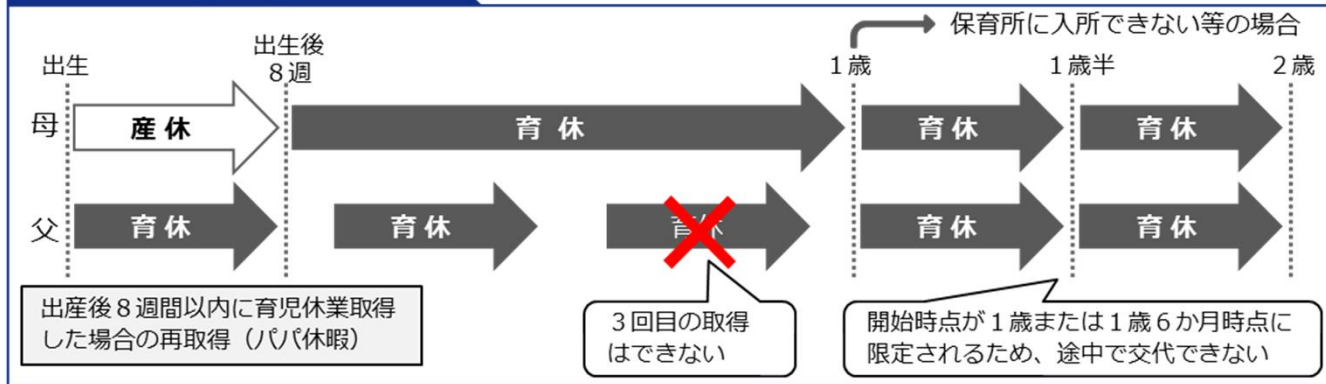 保育所に入所できない等の場合
出生
出生後
８週
１歳
１歳半
２歳
母
産休
育休
育休
育休
父
育休
育休
育休
育休
育休
出産後８週間以内に育児休業取得
した場合の再取得（パパ休暇）
３回目の取得
はできない
開始時点が１歳または１歳６か月時点に
限定されるため、途中で交代できない